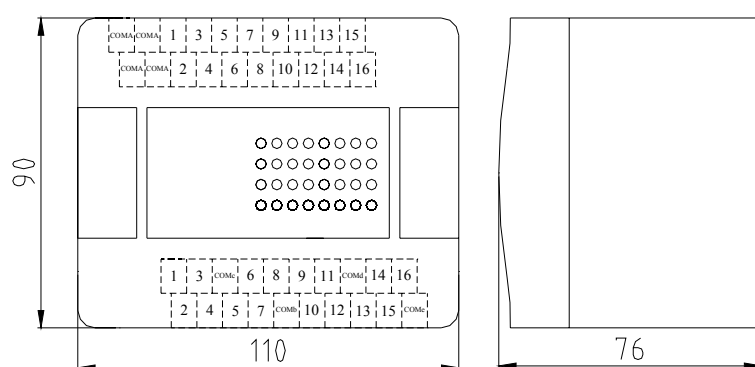 COMA COMA 1 3 5 7 9 11 13 15
COMA COMA 2 4 6 8 10 12 14 16
90
1 3 COMc 6 8 9 11 COMd 14 16
2 4 5 7 COMb 10 12 13 15 COMe
110
76